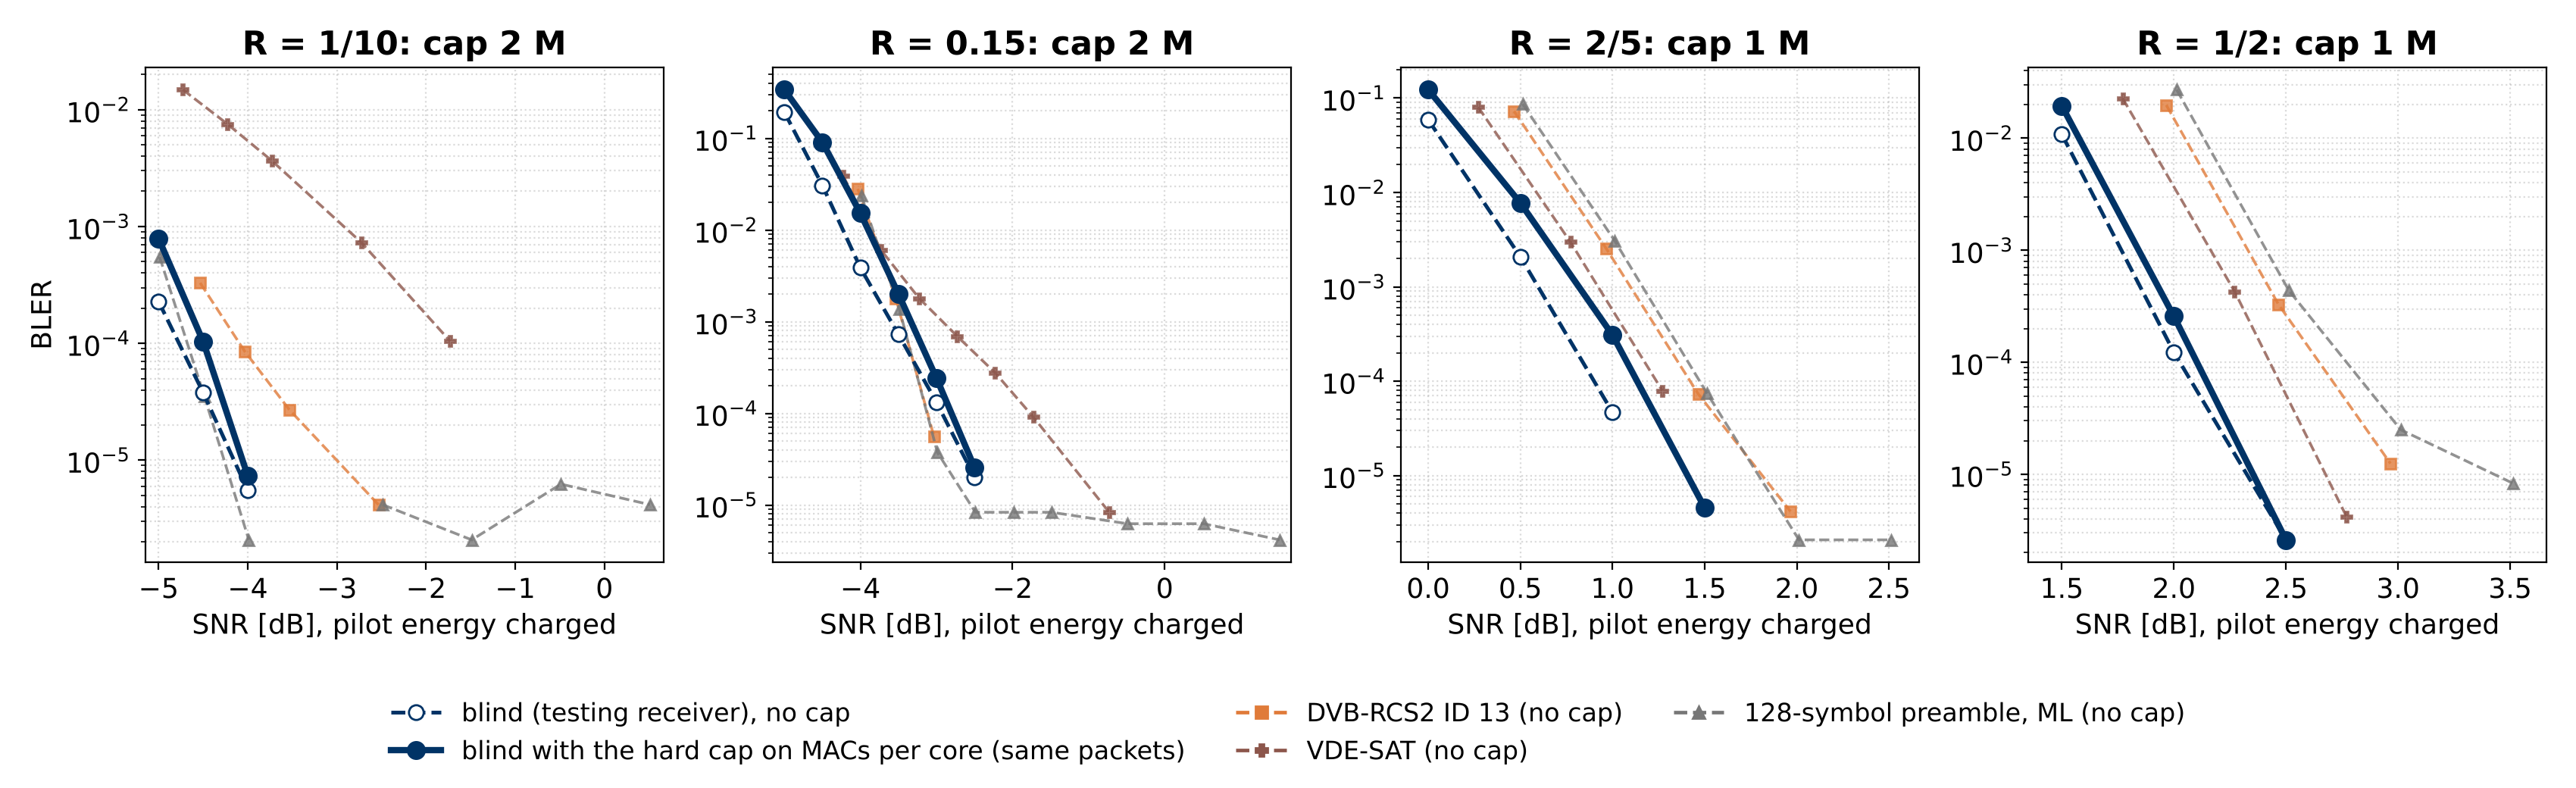 R = 1/10: cap 2 M
R = 0.15: cap 2 M
R = 2/5: cap 1 M
R = 1/2: cap 1 M
BLER
10⁻²
10⁻³
10⁻⁴
10⁻⁵
−5 −4 −3 −2 −1 0
SNR [dB], pilot energy charged
10⁻¹
10⁻²
10⁻³
10⁻⁴
10⁻⁵
−4 −2 0
SNR [dB], pilot energy charged
10⁻¹
10⁻²
10⁻³
10⁻⁴
10⁻⁵
0.0 0.5 1.0 1.5 2.0 2.5
SNR [dB], pilot energy charged
10⁻²
10⁻³
10⁻⁴
10⁻⁵
1.5 2.0 2.5 3.0 3.5
SNR [dB], pilot energy charged
blind (testing receiver), no cap
blind with the hard cap on MACs per core (same packets)
DVB-RCS2 ID 13 (no cap)
VDE-SAT (no cap)
128-symbol preamble, ML (no cap)